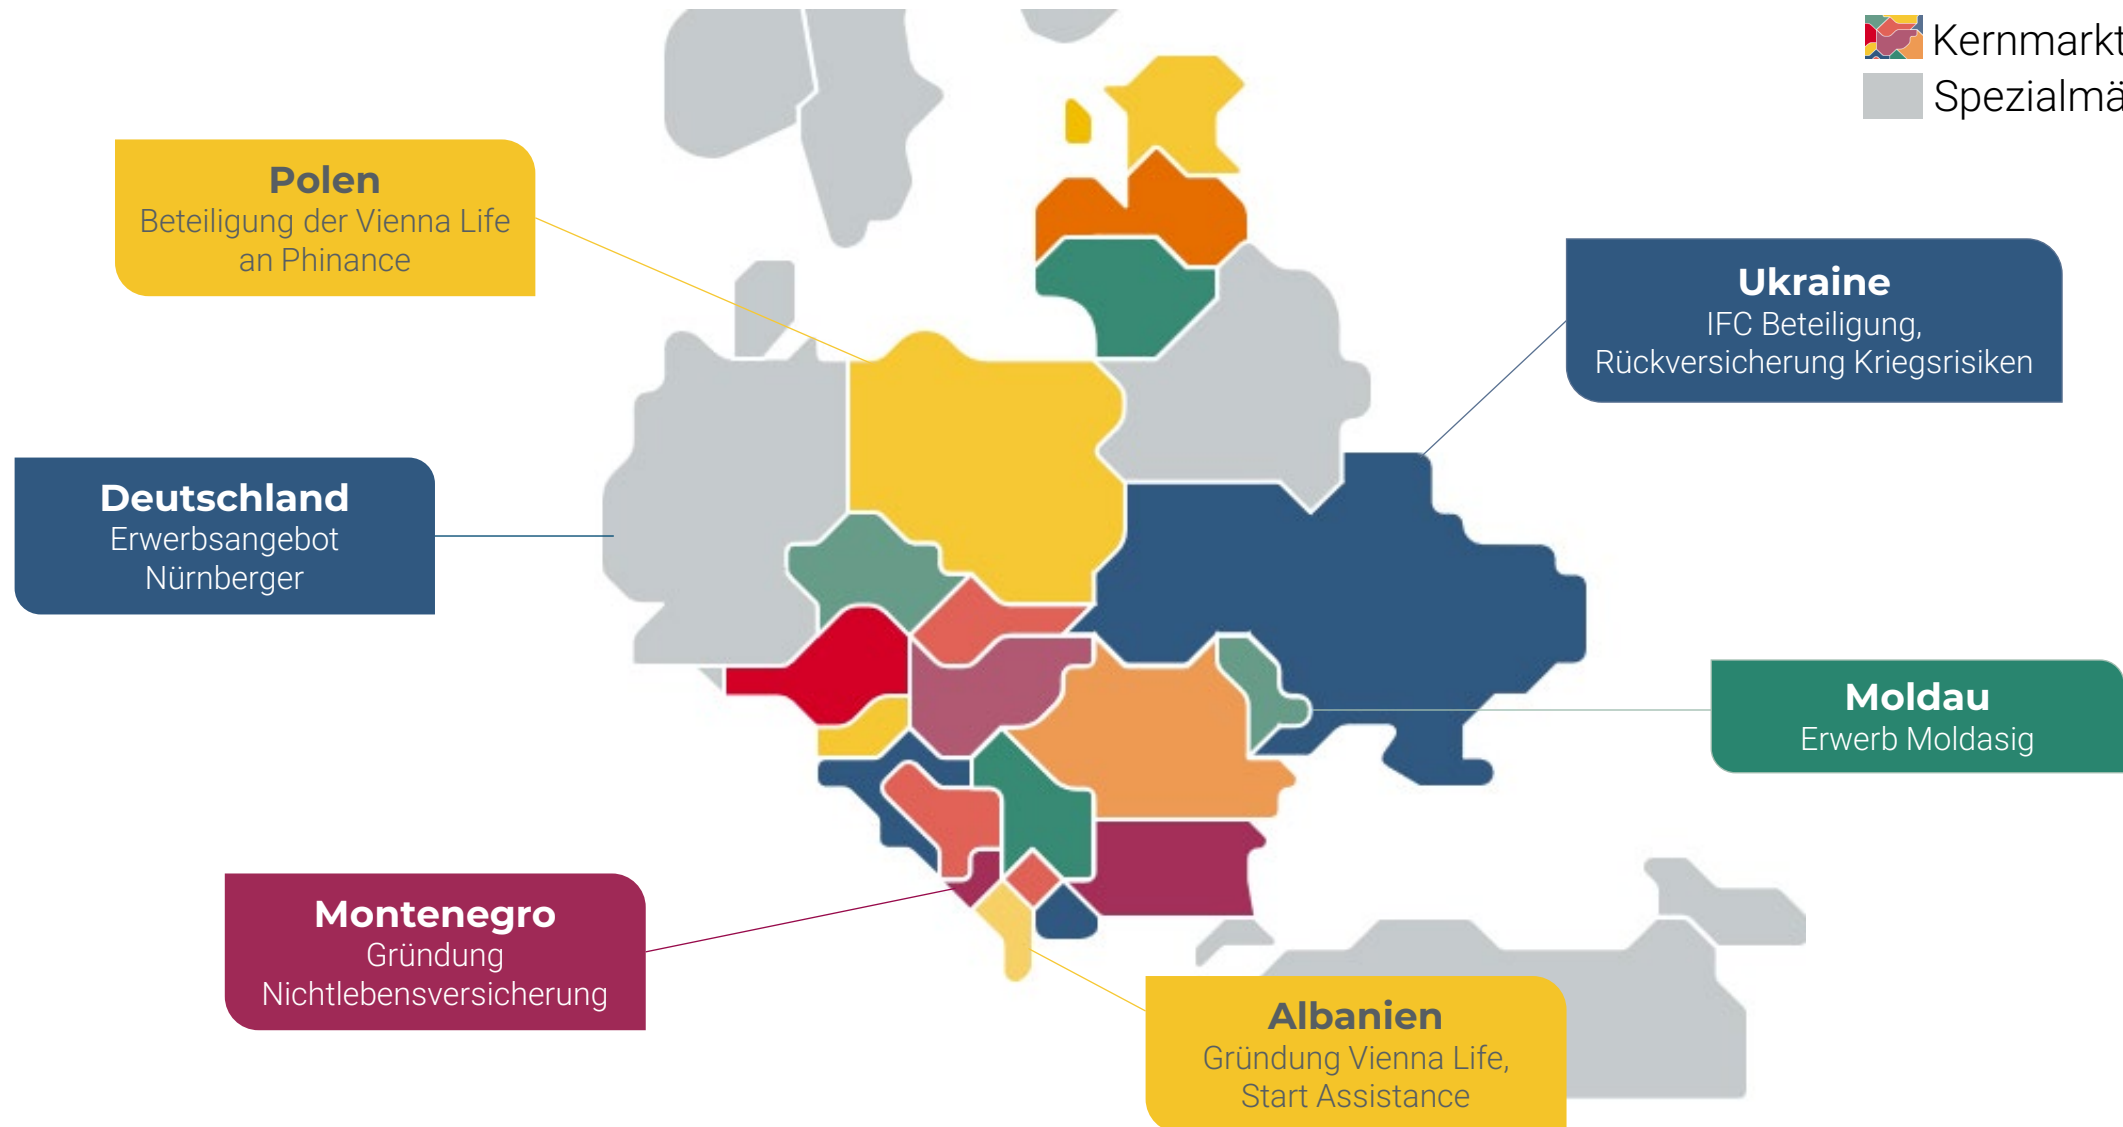 Kernmarkt
Spezialmä
Polen
Beteiligung der Vienna Life
an Phinance
Ukraine
IFC Beteiligung,
Rückversicherung Kriegsrisiken
Deutschland
Erwerbsangebot
Nürnberger
Moldau
Erwerb Moldasig
Montenegro
Gründung
Nichtlebensversicherung
Albanien
Gründung Vienna Life,
Start Assistance